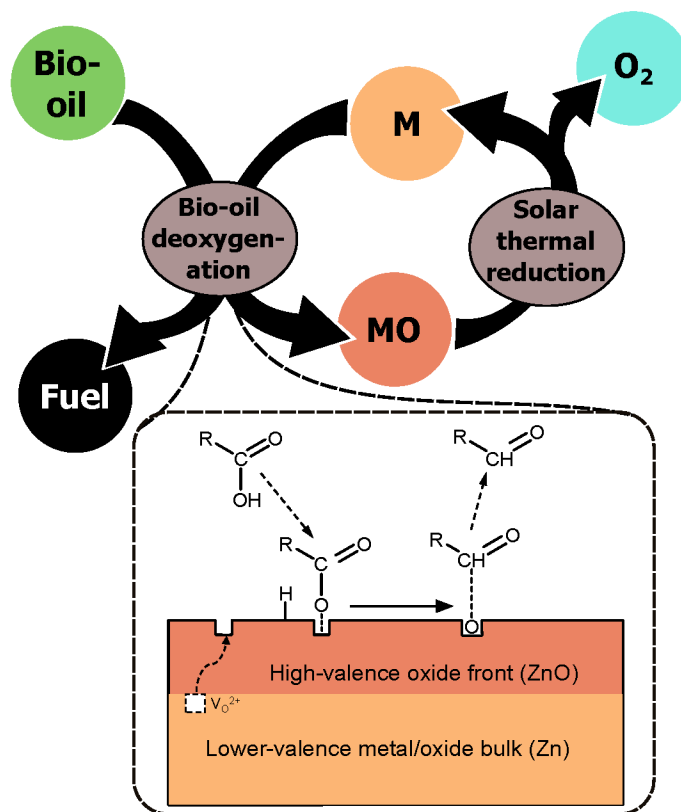 Bio-
oil
M
O₂
Bio-oil
deoxygen-
ation
Solar
thermal
reduction
MO
Fuel
R
C
O
OH
R
CH
O
R
C
O
O
H
R
CH
O
O
High-valence oxide front (ZnO)
V_O²⁺
Lower-valence metal/oxide bulk (Zn)